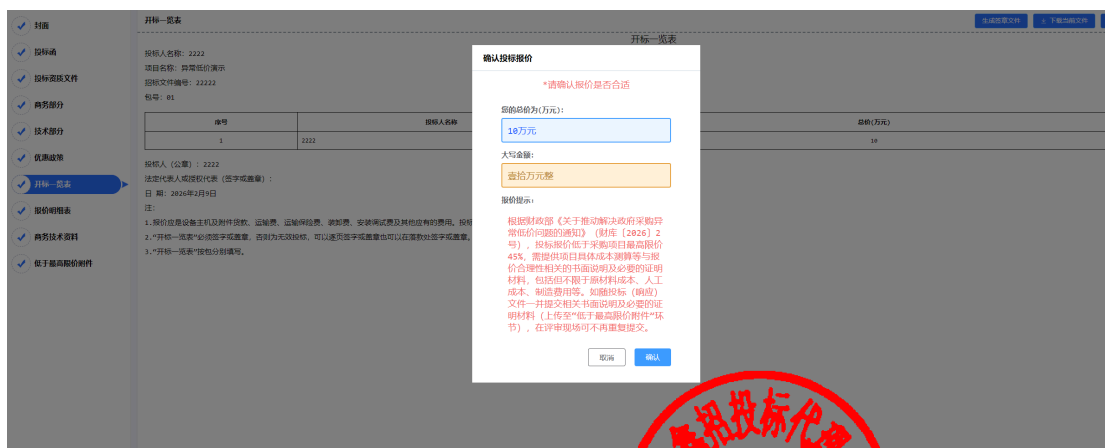 封面
投标函
投标资质文件
商务部分
技术部分
优惠政策
开标一览表
报价明细表
商务技术资料
低于最高限价附件
开标一览表
生成签章文件
下载当前文件
开标一览表
投标人名称: 2222
项目名称: 异常低价演示
招标文件编号: 22222
包号: 01
序号 投标人名称 总价(万元)
1 2222 10
投标人 (公章) : 2222
法定代表人或授权代表 (签字或盖章) :
日 期: 2026年2月9日
注:
1.报价应是设备主机及附件货款、运输费、运输保险费、装卸费、安装调试费及其他应有的费用。投标
2.“开标一览表”必须签字或盖章, 否则为无效投标, 可以逐页签字或盖章也可以在落款处签字或盖章。
3.“开标一览表”按包分别填写。
确认投标报价
*请确认报价是否合适
您的总价为(万元):
10万元
大写金额:
壹拾万元整
报价提示:
根据财政部《关于推动解决政府采购异
常低价问题的通知》 (财库〔2026〕2
号) , 投标报价低于采购项目最高限价
45%, 需提供项目具体成本测算等与报
价合理性相关的书面说明及必要的证明
材料, 包括但不限于原材料成本、人工
成本、制造费用等。如随投标 (响应)
文件一并提交相关书面说明及必要的证
明材料 (上传至“低于最高限价附件”环
节) , 在评审现场可不再重复提交。
取消
确认
招投标代